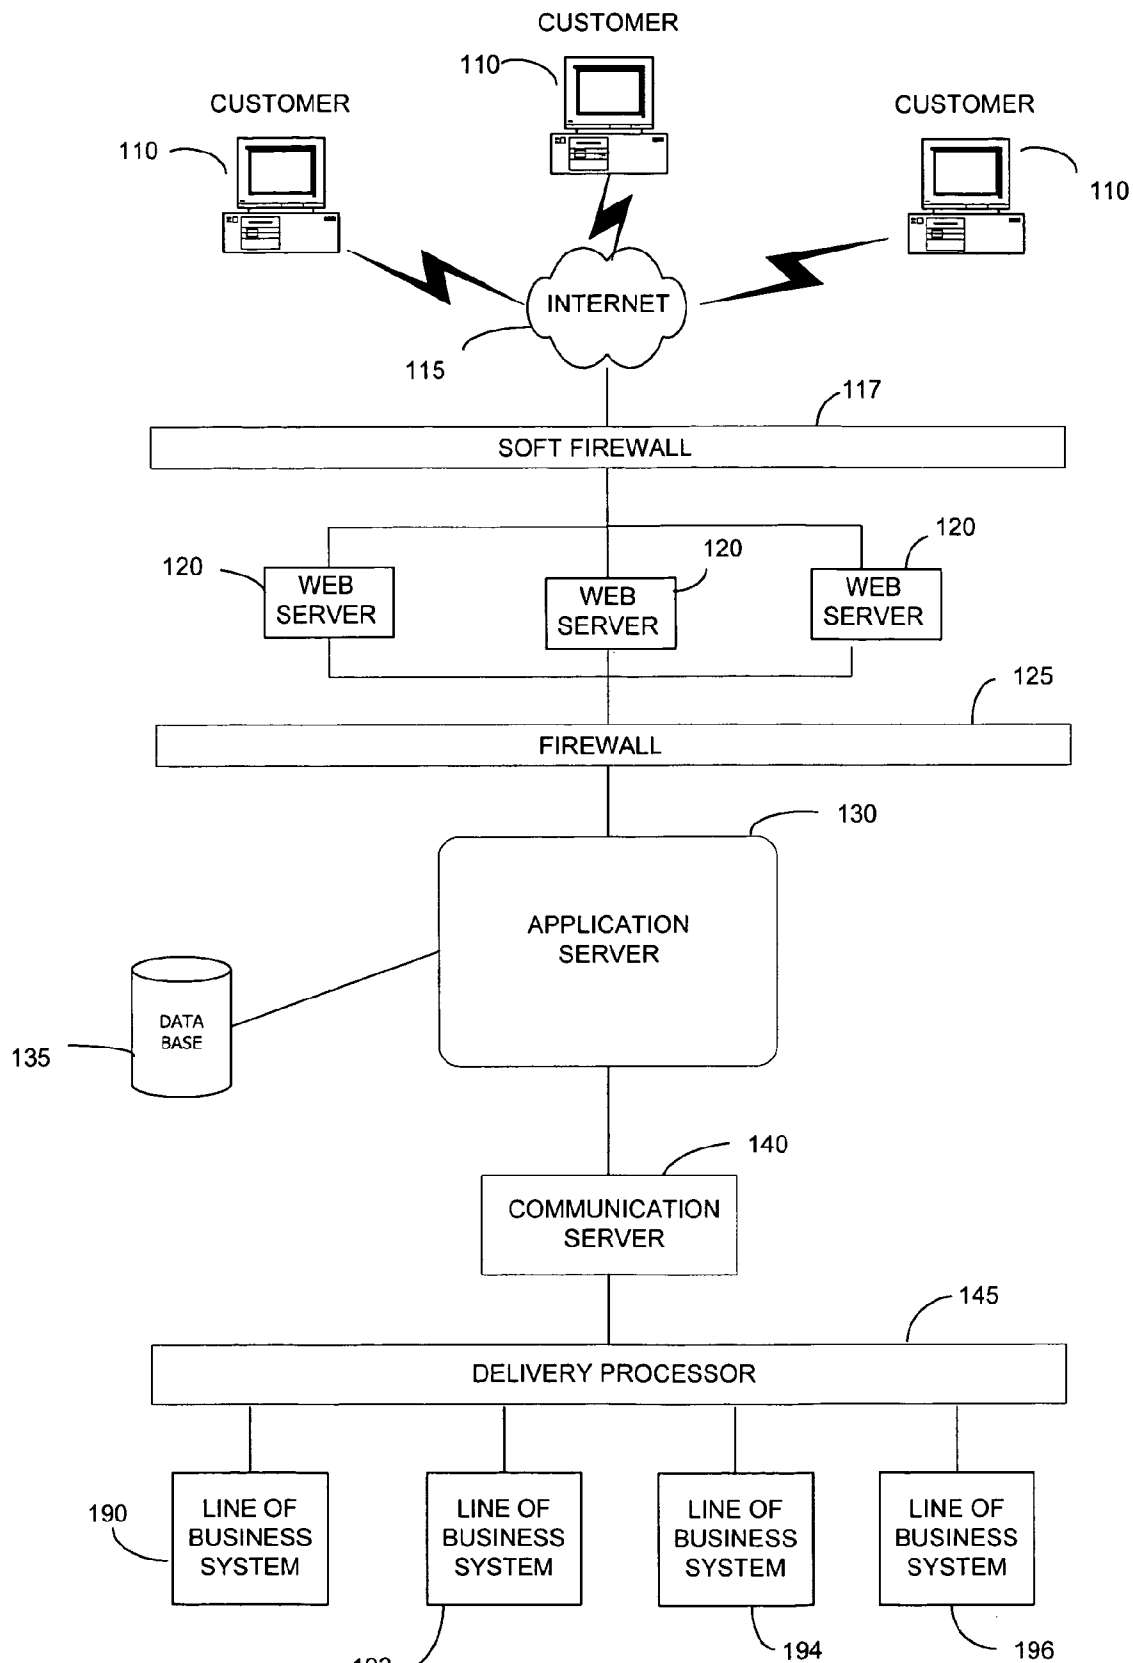 CUSTOMER
110
CUSTOMER
CUSTOMER
110
110
INTERNET
115
117
SOFT FIREWALL
120
120
120
WEB
SERVER
WEB
SERVER
WEB
SERVER
125
FIREWALL
130
APPLICATION
SERVER
DATA
BASE
135
140
COMMUNICATION
SERVER
145
DELIVERY PROCESSOR
190
LINE OF
BUSINESS
SYSTEM
LINE OF
BUSINESS
SYSTEM
LINE OF
BUSINESS
SYSTEM
LINE OF
BUSINESS
SYSTEM
194
196